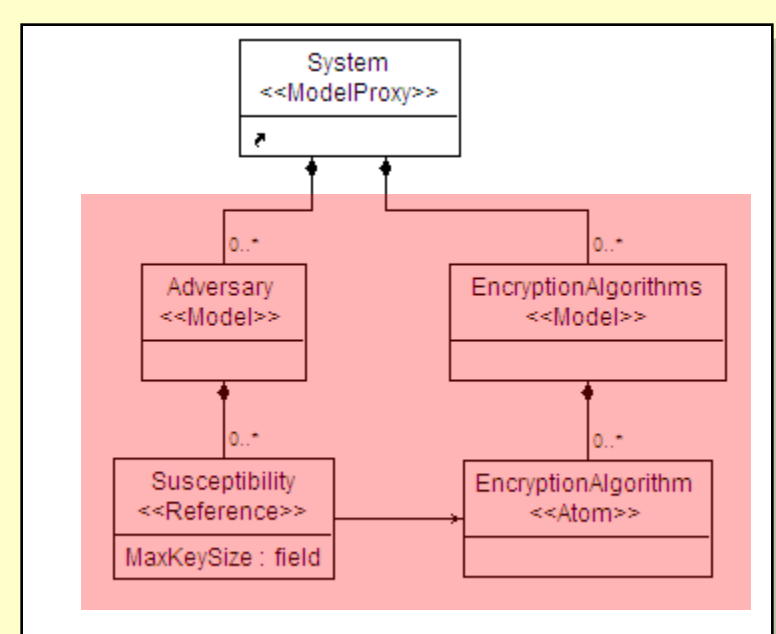 System
<<ModelProxy>>
0..*
0..*
Adversary
<<Model>>
EncryptionAlgorithms
<<Model>>
0..*
0..*
Susceptibility
<<Reference>>
MaxKeySize : field
EncryptionAlgorithm
<<Atom>>